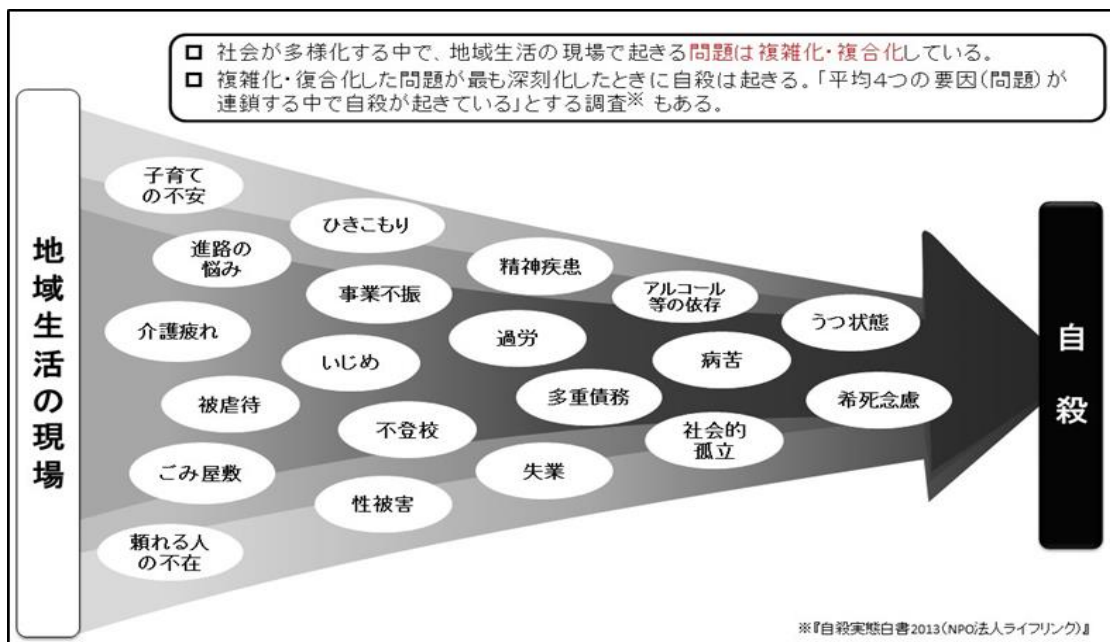 □ 社会が多様化する中で、地域生活の現場で起きる問題は複雑化・複合化している。
□ 複雑化・復合化した問題が最も深刻化したときに自殺は起きる。「平均4つの要因(問題)が
連鎖する中で自殺が起きている」とする調査※ もある。
地域生活の現場
子育て
の不安
ひきこもり
進路の
悩み
精神疾患
事業不振
アルコール
等の依存
うつ状態
介護疲れ
過労
いじめ
病苦
被虐待
多重債務
希死念慮
不登校
社会的
孤立
ごみ屋敷
失業
性被害
頼れる人
の不在
自殺
※『自殺実態白書2013(NPO法人ライフリンク)』